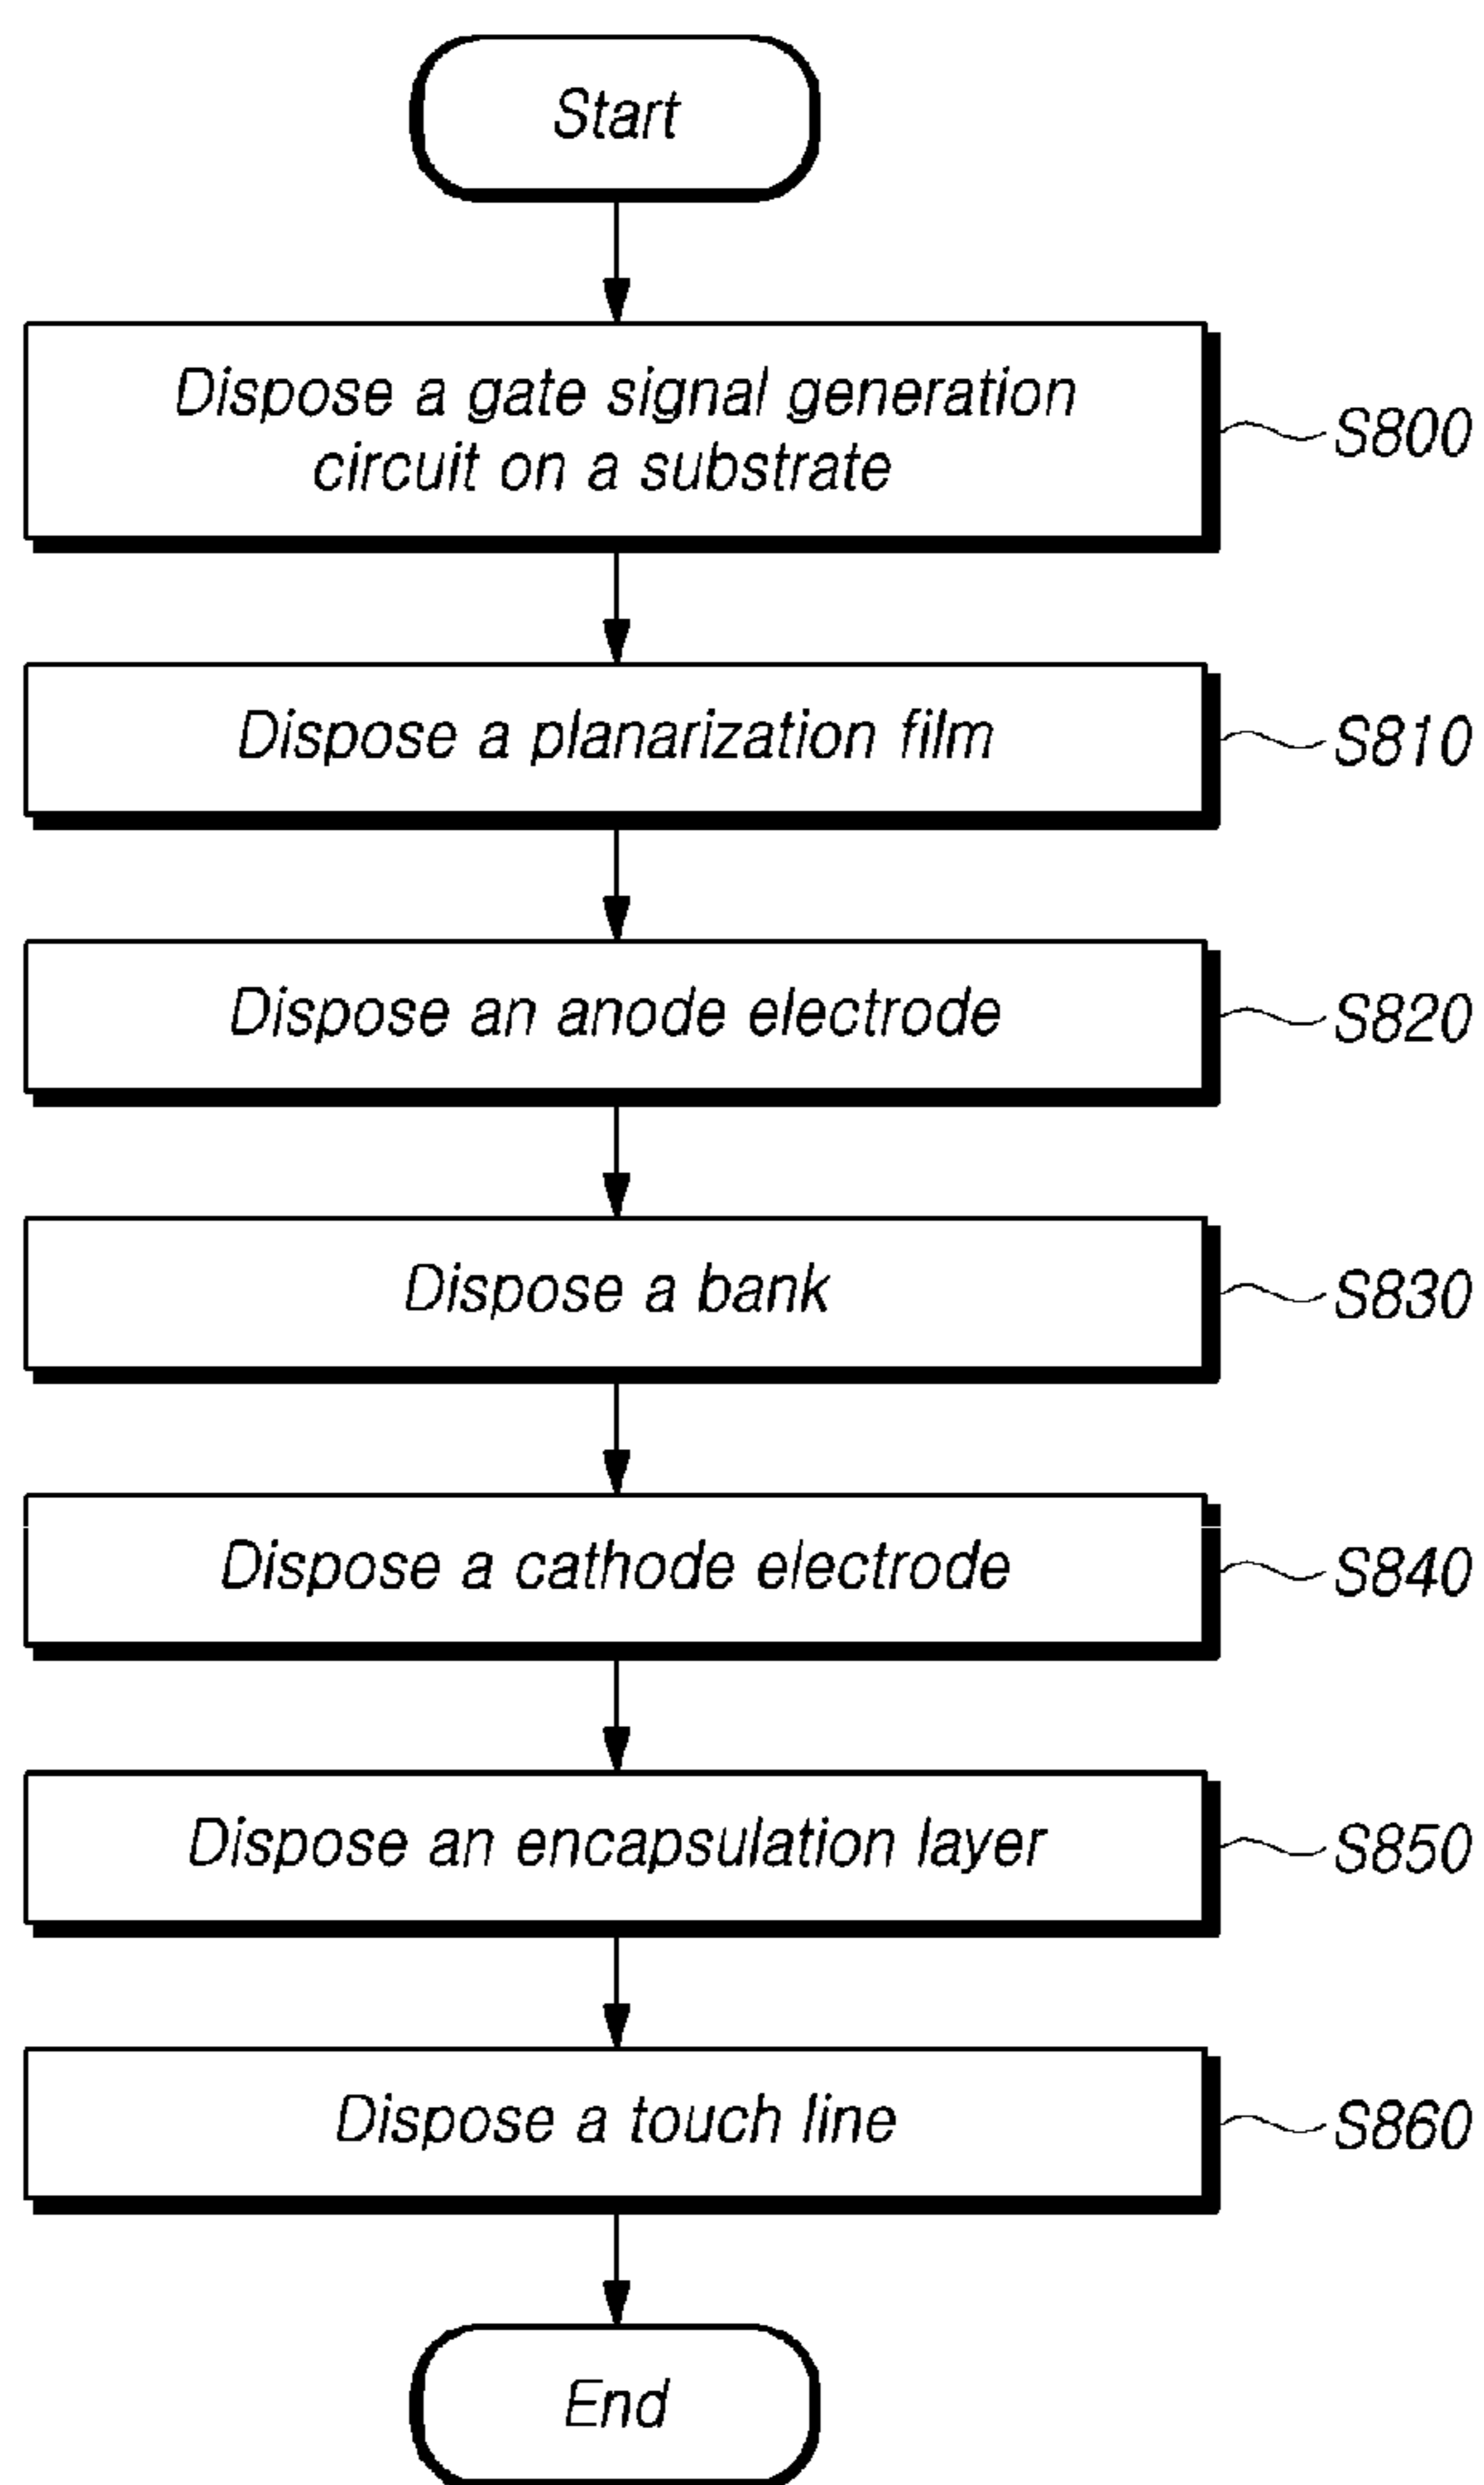 Start
Dispose a gate signal generation
circuit on a substrate
S800
Dispose a planarization film
S810
Dispose an anode electrode
S820
Dispose a bank
S830
Dispose a cathode electrode
S840
Dispose an encapsulation layer
S850
Dispose a touch line
S860
End